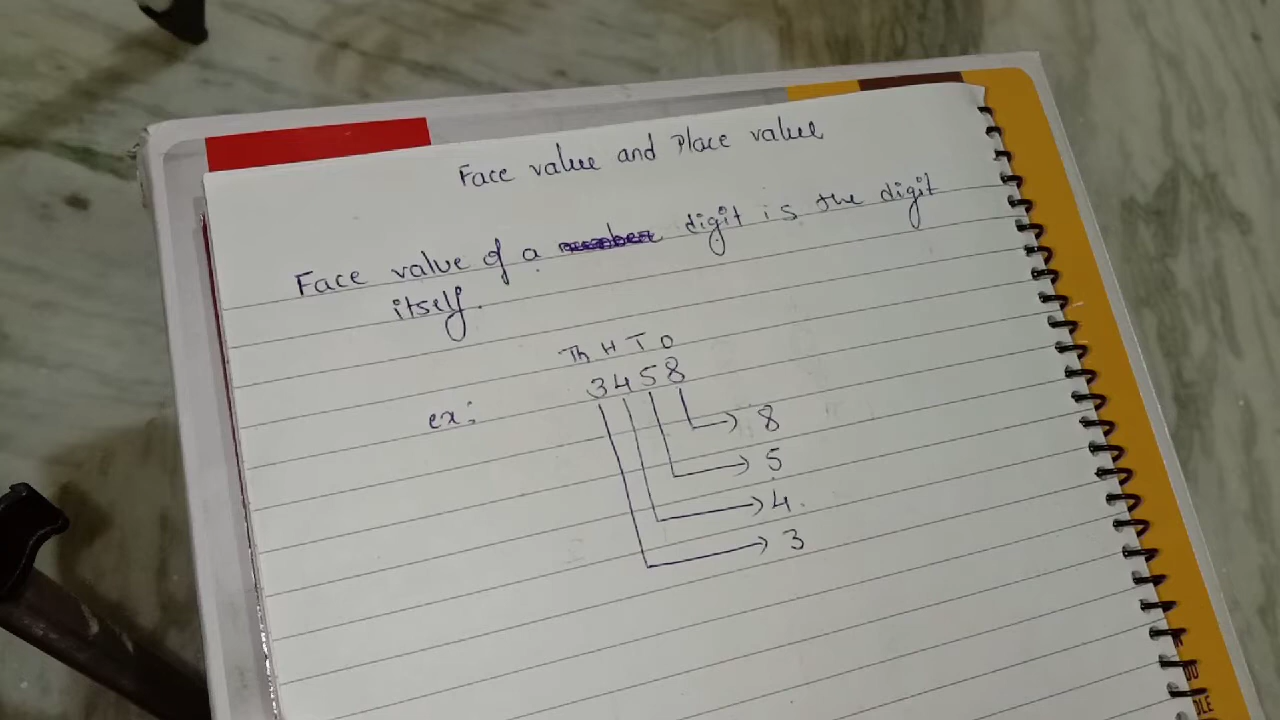 Face value and Place value
Face value of a number digit is the digit
itself.
Th H T O
ex: 3458
8
5
4
3